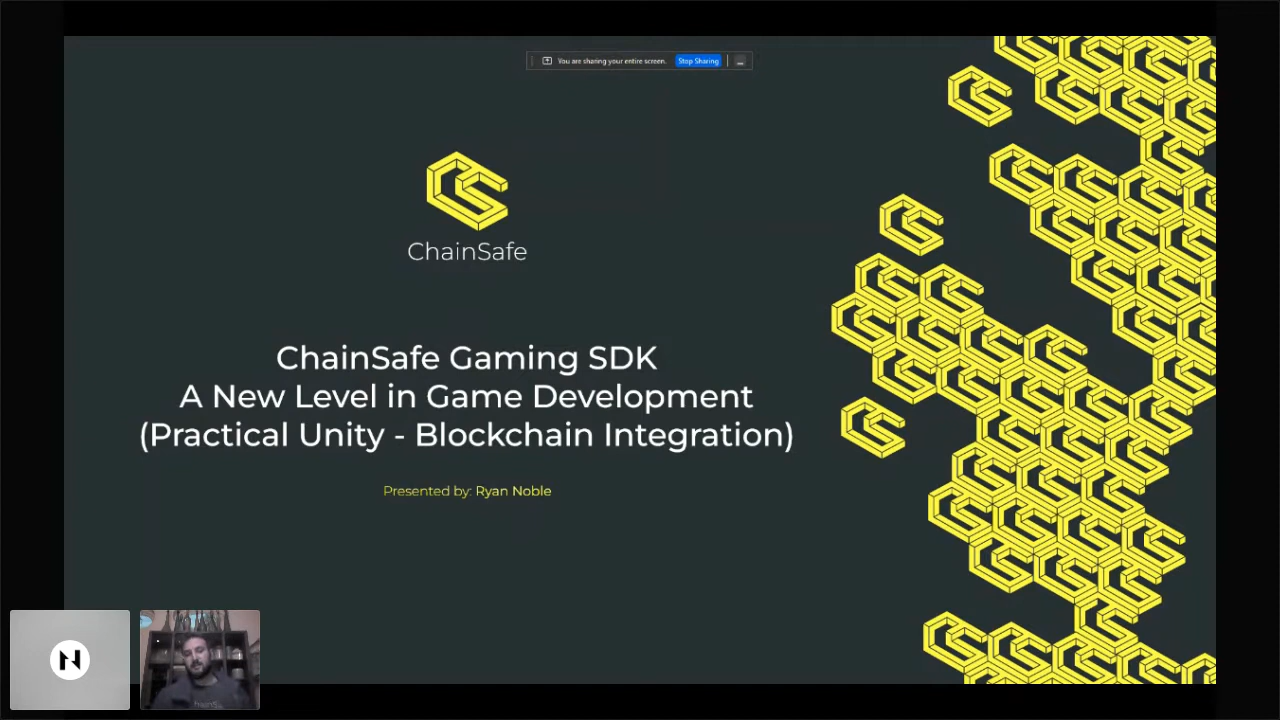 You are sharing your entire screen.
Stop Sharing
ChainSafe
ChainSafe Gaming SDK
A New Level in Game Development
(Practical Unity - Blockchain Integration)
Presented by: Ryan Noble